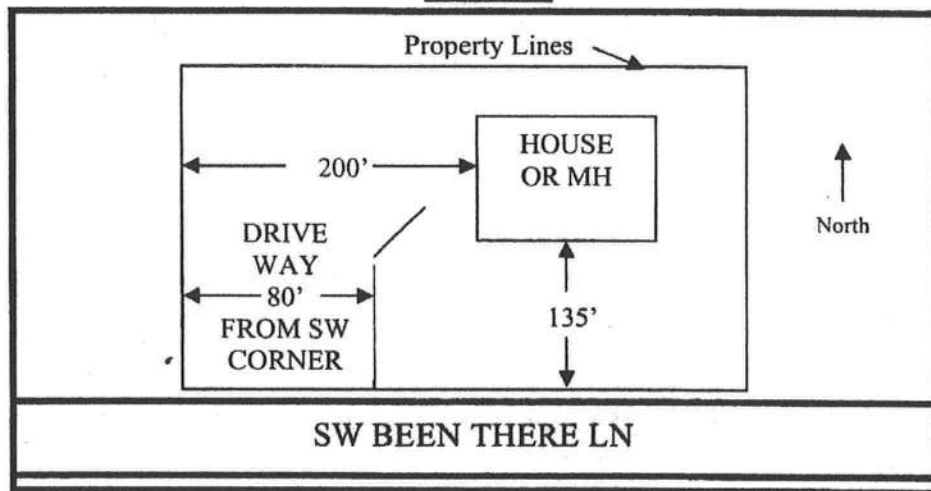 Property Lines
HOUSE
OR MH
200'
North
DRIVE
WAY
80'
FROM SW
CORNER
135'
SW BEEN THERE LN